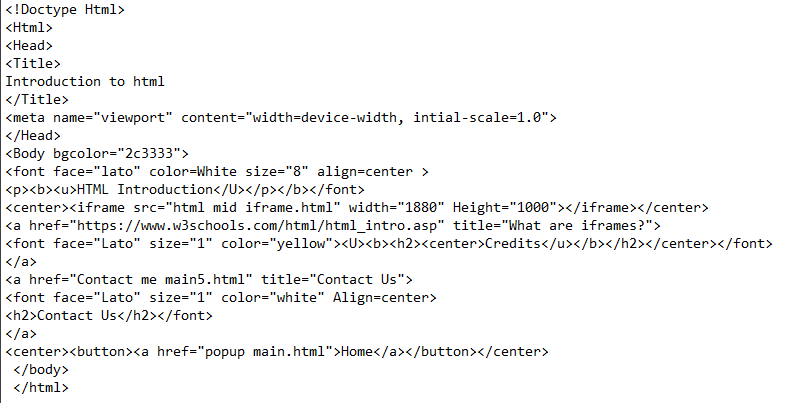 <!Doctype Html>
<Html>
<Head>
<Title>
Introduction to html
</Title>
<meta name="viewport" content="width=device-width, intial-scale=1.0">
</Head>
<Body bgcolor="2c3333">
<font face="lato" color=White size="8" align=center >
<p><b><u>HTML Introduction</U></p></b></font>
<center><iframe src="html mid iframe.html" width="1880" Height="1000"></iframe></center>
<a href="https://www.w3schools.com/html/html_intro.asp" title="What are iframes?">
<font face="Lato" size="1" color="yellow"><U><b><h2><center>Credits</u></b></h2></center></font>
</a>
<a href="Contact me main5.html" title="Contact Us">
<font face="Lato" size="1" color="white" Align=center>
<h2>Contact Us</h2></font>
</a>
<center><button><a href="popup main.html">Home</a></button></center>
</body>
</html>